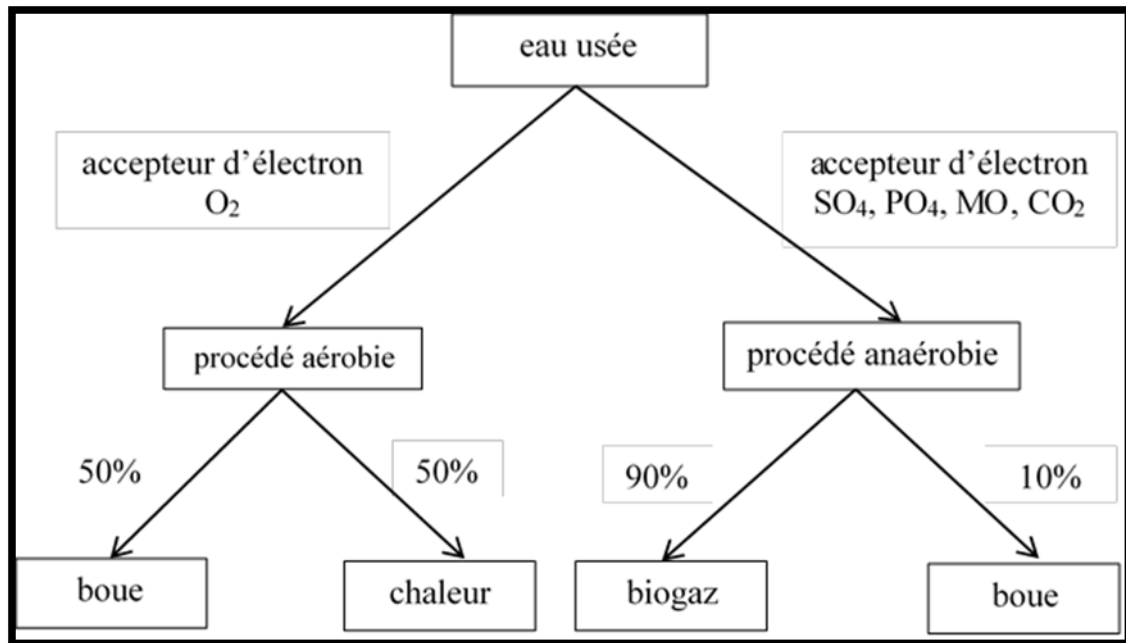 eau usée
accepteur d'électron
O₂
accepteur d'électron
SO₄, PO₄, MO, CO₂
procédé aérobie
procédé anaérobie
50%
50%
90%
10%
boue
chaleur
biogaz
boue